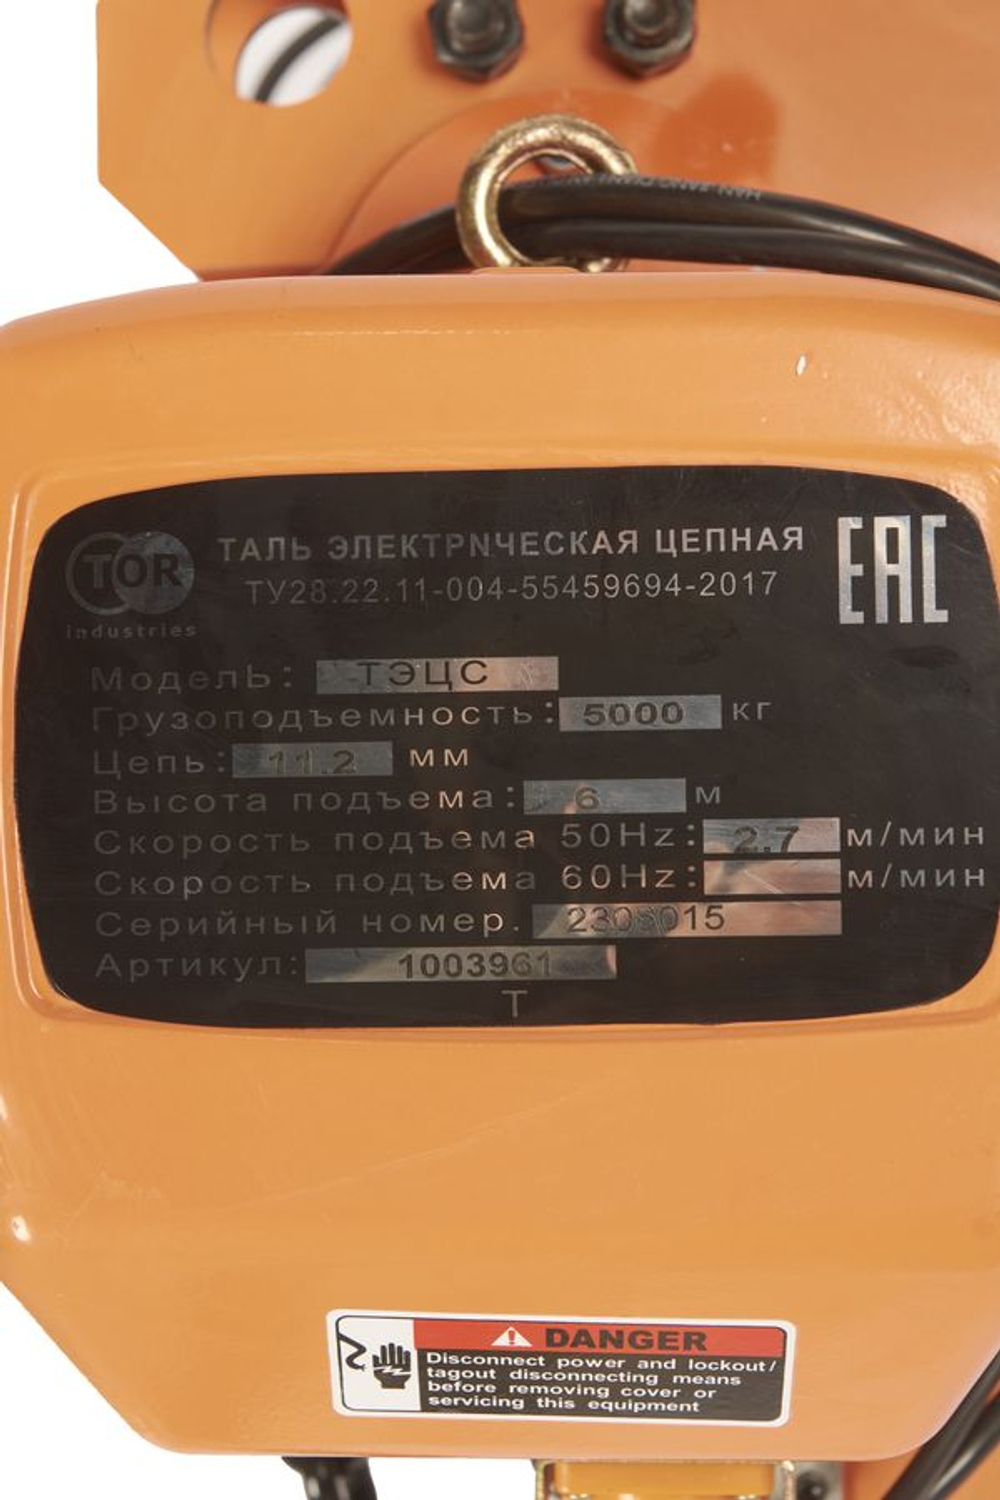 TOR
industries
ТАЛЬ ЭЛЕКТРNЧЕСКАЯ ЦЕПНАЯ
ТУ28.22.11-004-55459694-2017
EAC
Модель: ТЭЦС
Грузоподъемность: 5000 кг
Цепь: 11.2 мм
Высота подъема: 6 м
Скорость подъема 50Hz: 2.7 м/мин
Скорость подъема 60Hz: м/мин
Серийный номер. 2306015
Артикул: 1003961
Т
DANGER
Disconnect power and lockout/
tagout disconnecting means
before removing cover or
servicing this equipment